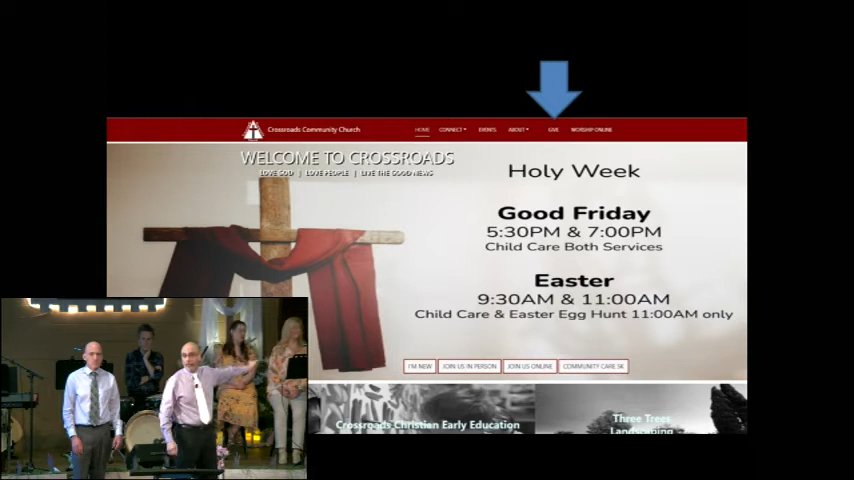 Crossroads Community Church
HOME CONNECT EVENTS ABOUT GIVE WORSHIP ONLINE
WELCOME TO CROSSROADS
LOVE GOD | LOVE PEOPLE | LIVE THE GOOD NEWS
Holy Week
Good Friday
5:30PM & 7:00PM
Child Care Both Services
Easter
9:30AM & 11:00AM
Child Care & Easter Egg Hunt 11:00AM only
I'M NEW JOIN US IN PERSON JOIN US ONLINE COMMUNITY CARE 5K
Crossroads Christian Early Education
Three Trees
Landscaping